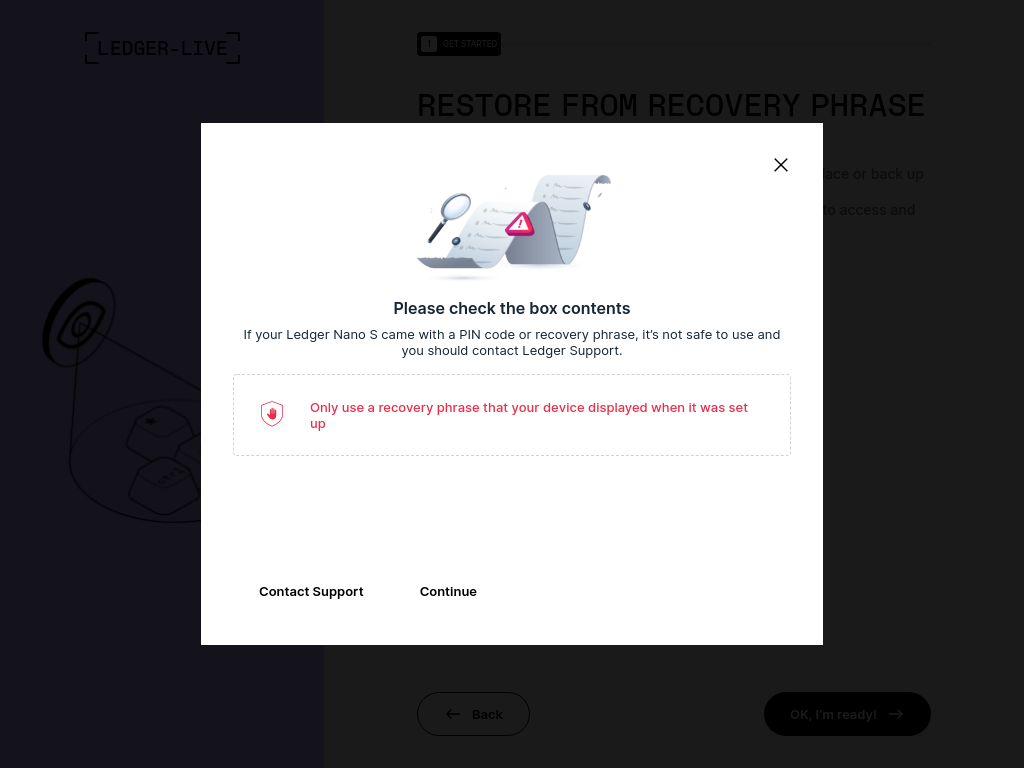 LEDGER-LIVE
1 GET STARTED
RESTORE FROM RECOVERY PHRASE
or back up
to access and
Please check the box contents
If your Ledger Nano S came with a PIN code or recovery phrase, it's not safe to use and
you should contact Ledger Support.
Only use a recovery phrase that your device displayed when it was set
up
ctrl
Contact Support
Continue
Back
OK, I'm ready!